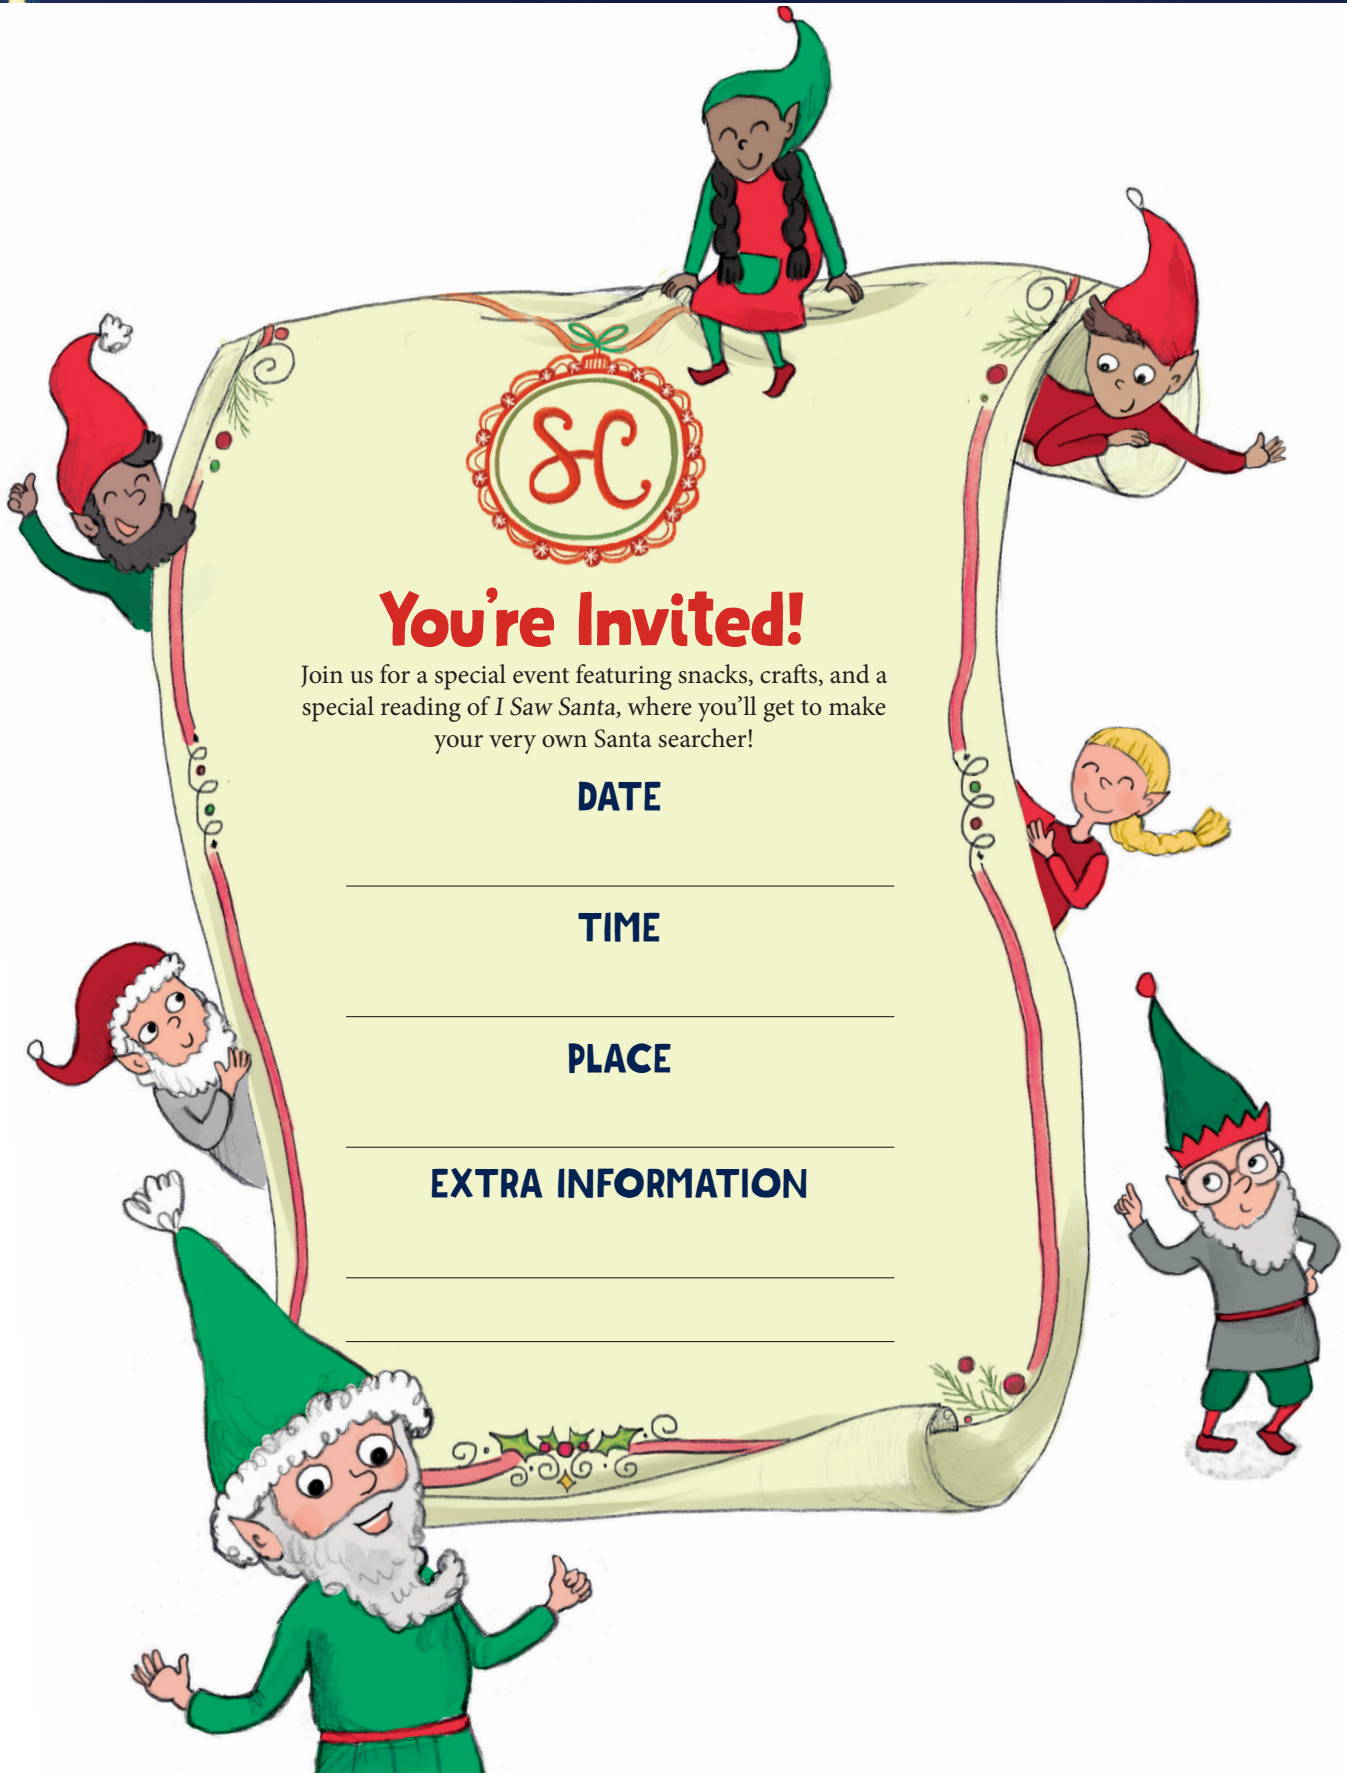 SC
You're Invited!
Join us for a special event featuring snacks, crafts, and a
special reading of I Saw Santa, where you'll get to make
your very own Santa searcher!
DATE
TIME
PLACE
EXTRA INFORMATION